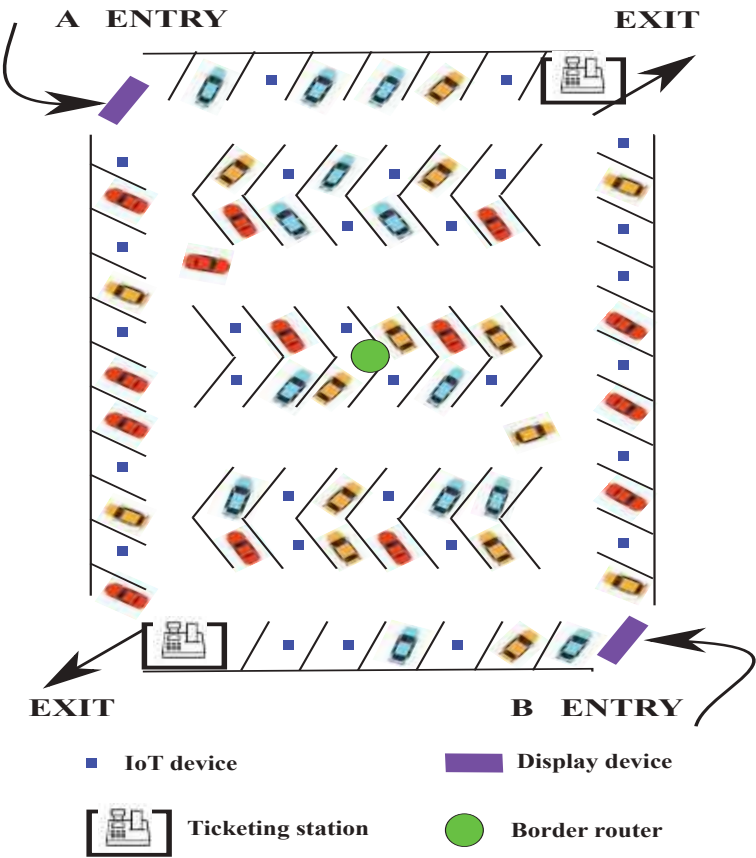 A ENTRY
EXIT
EXIT
B ENTRY
IoT device
Display device
Ticketing station
Border router